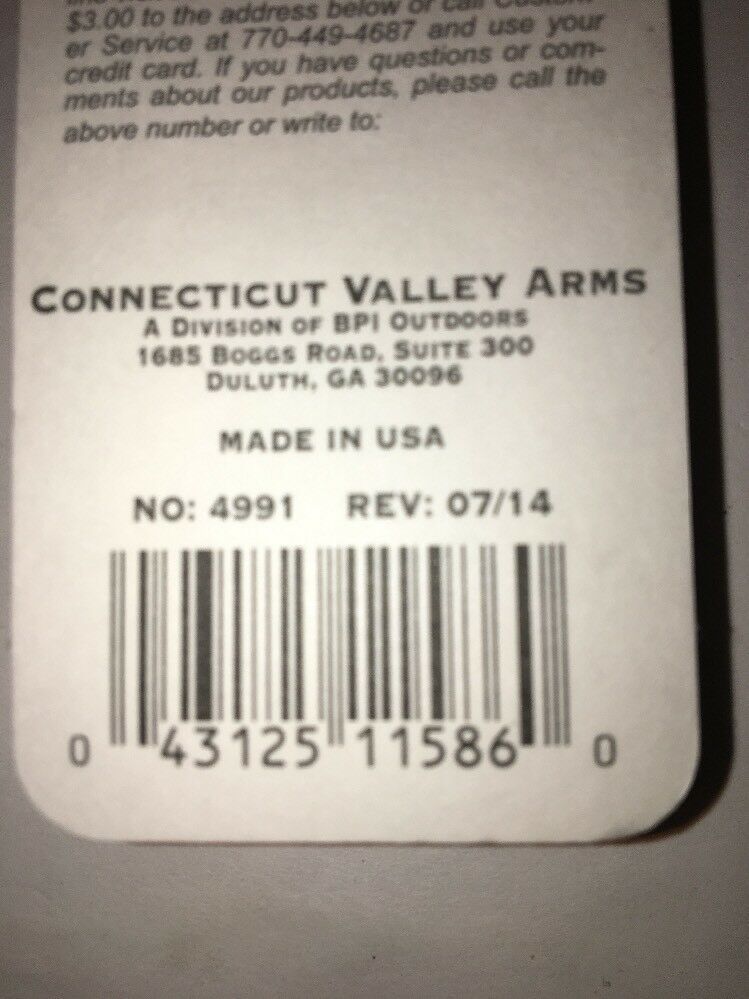 $3.00 to the address below or call Custom-
er Service at 770-449-4687 and use your
credit card. If you have questions or com-
ments about our products, please call the
above number or write to:
CONNECTICUT VALLEY ARMS
A DIVISION OF BPI OUTDOORS
1685 BOGGS ROAD, SUITE 300
DULUTH, GA 30096
MADE IN USA
NO: 4991 REV: 07/14
0 43125 11586 0